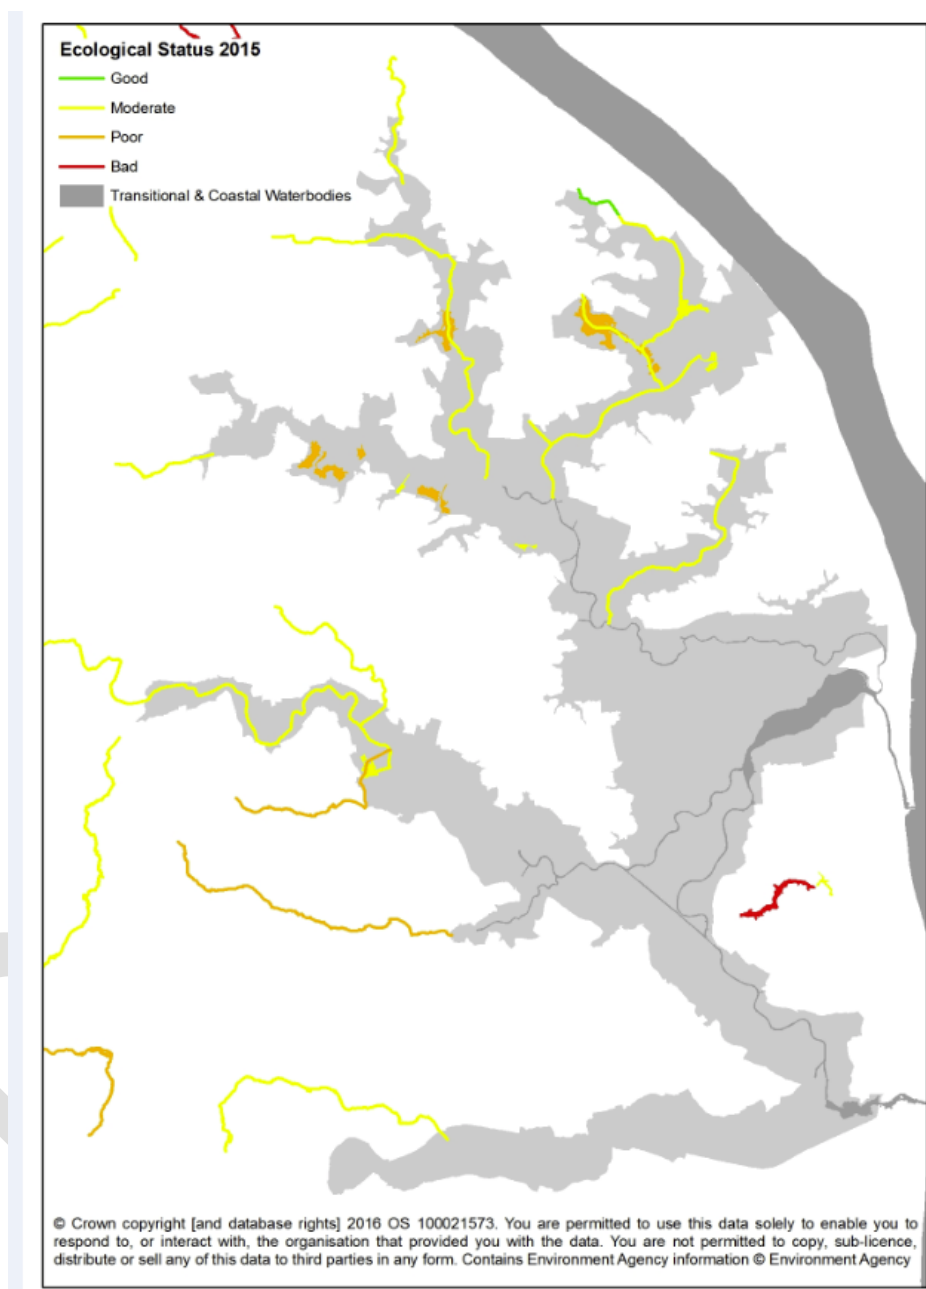 Ecological Status 2015
Good
Moderate
Poor
Bad
Transitional & Coastal Waterbodies
© Crown copyright [and database rights] 2016 OS 100021573. You are permitted to use this data solely to enable you to
respond to, or interact with, the organisation that provided you with the data. You are not permitted to copy, sub-licence,
distribute or sell any of this data to third parties in any form. Contains Environment Agency information © Environment Agency